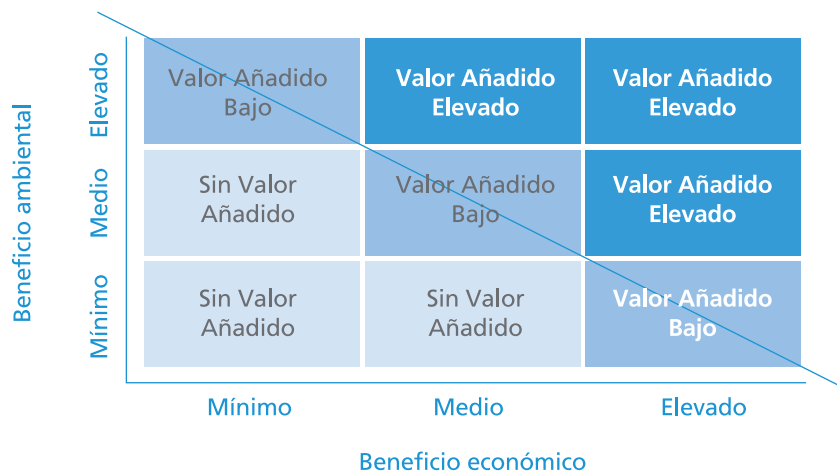 Beneficio ambiental
Elevado
Valor Añadido
Bajo
Valor Añadido
Elevado
Valor Añadido
Elevado
Medio
Sin Valor
Añadido
Valor Añadido
Bajo
Valor Añadido
Elevado
Mínimo
Sin Valor
Añadido
Sin Valor
Añadido
Valor Añadido
Bajo
Mínimo
Medio
Elevado
Beneficio económico